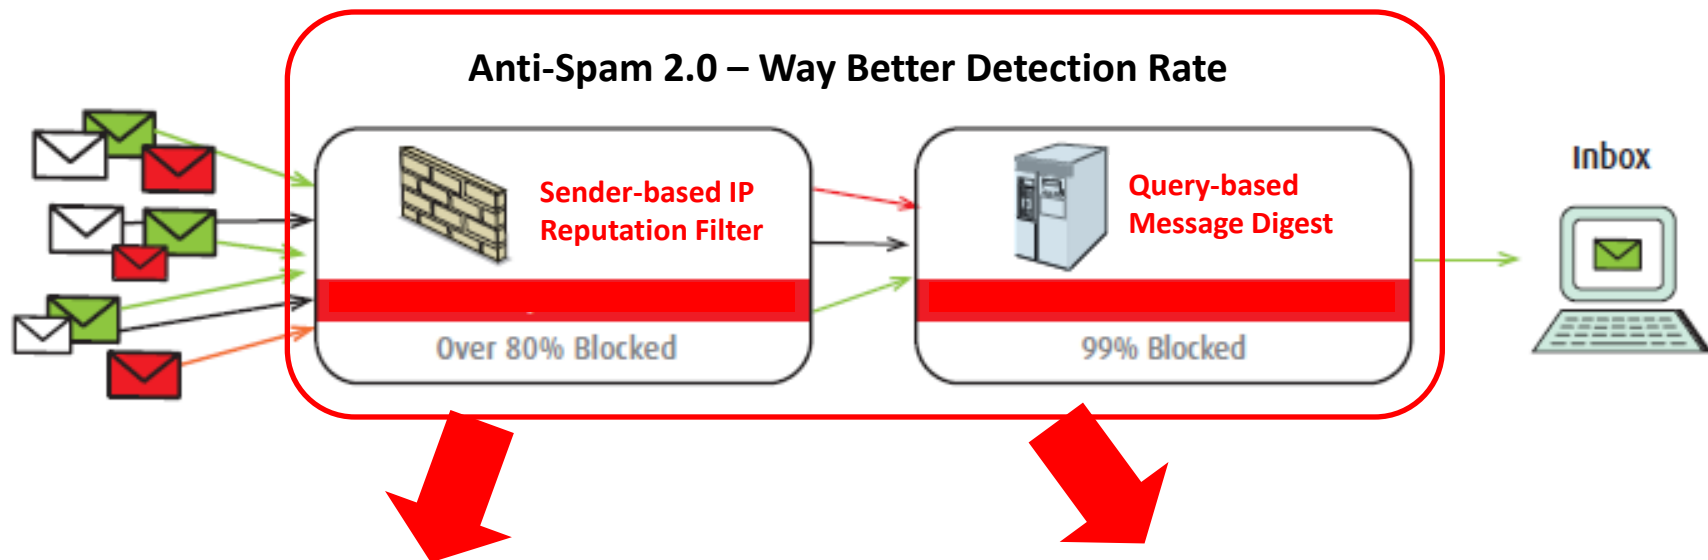 Anti-Spam 2.0 – Way Better Detection Rate
Sender-based IP
Reputation Filter
Over 80% Blocked
Query-based
Message Digest
99% Blocked
Inbox